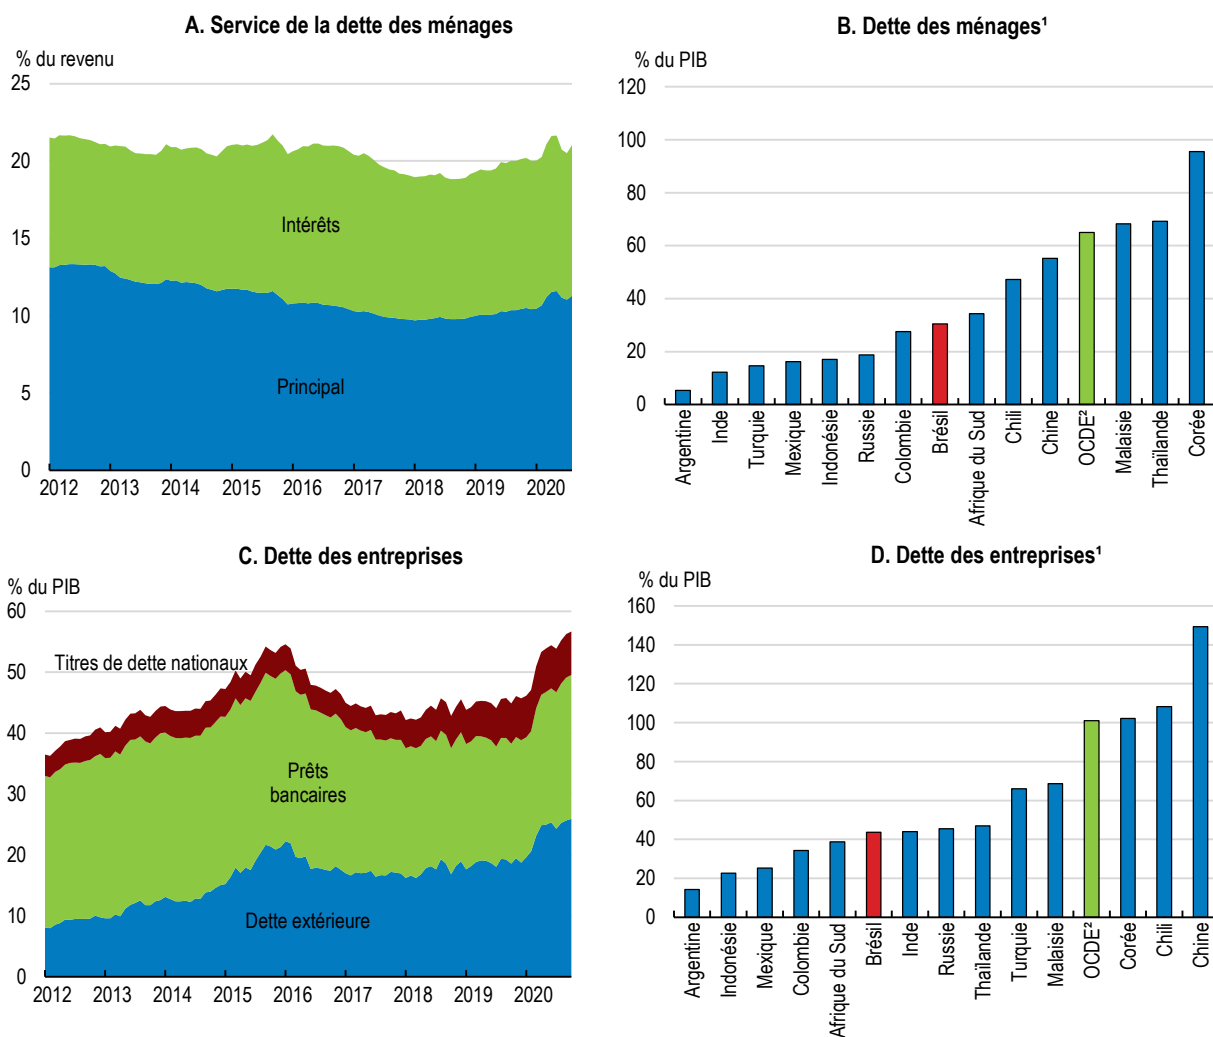 A. Service de la dette des ménages
% du revenu
25
20
15
10
5
0
Intérêts
Principal
2012 2013 2014 2015 2016 2017 2018 2019 2020
B. Dette des ménages¹
% du PIB
120
100
80
60
40
20
0
Argentine
Inde
Turquie
Mexique
Indonésie
Russie
Colombie
Brésil
Afrique du Sud
Chili
Chine
OCDE²
Malaisie
Thaïlande
Corée
C. Dette des entreprises
% du PIB
60
50
40
30
20
10
0
Titres de dette nationaux
Prêts
bancaires
Dette extérieure
2012 2013 2014 2015 2016 2017 2018 2019 2020
D. Dette des entreprises¹
% du PIB
160
140
120
100
80
60
40
20
0
Argentine
Indonésie
Mexique
Colombie
Afrique du Sud
Brésil
Inde
Russie
Thaïlande
Turquie
Malaisie
OCDE²
Corée
Chili
Chine